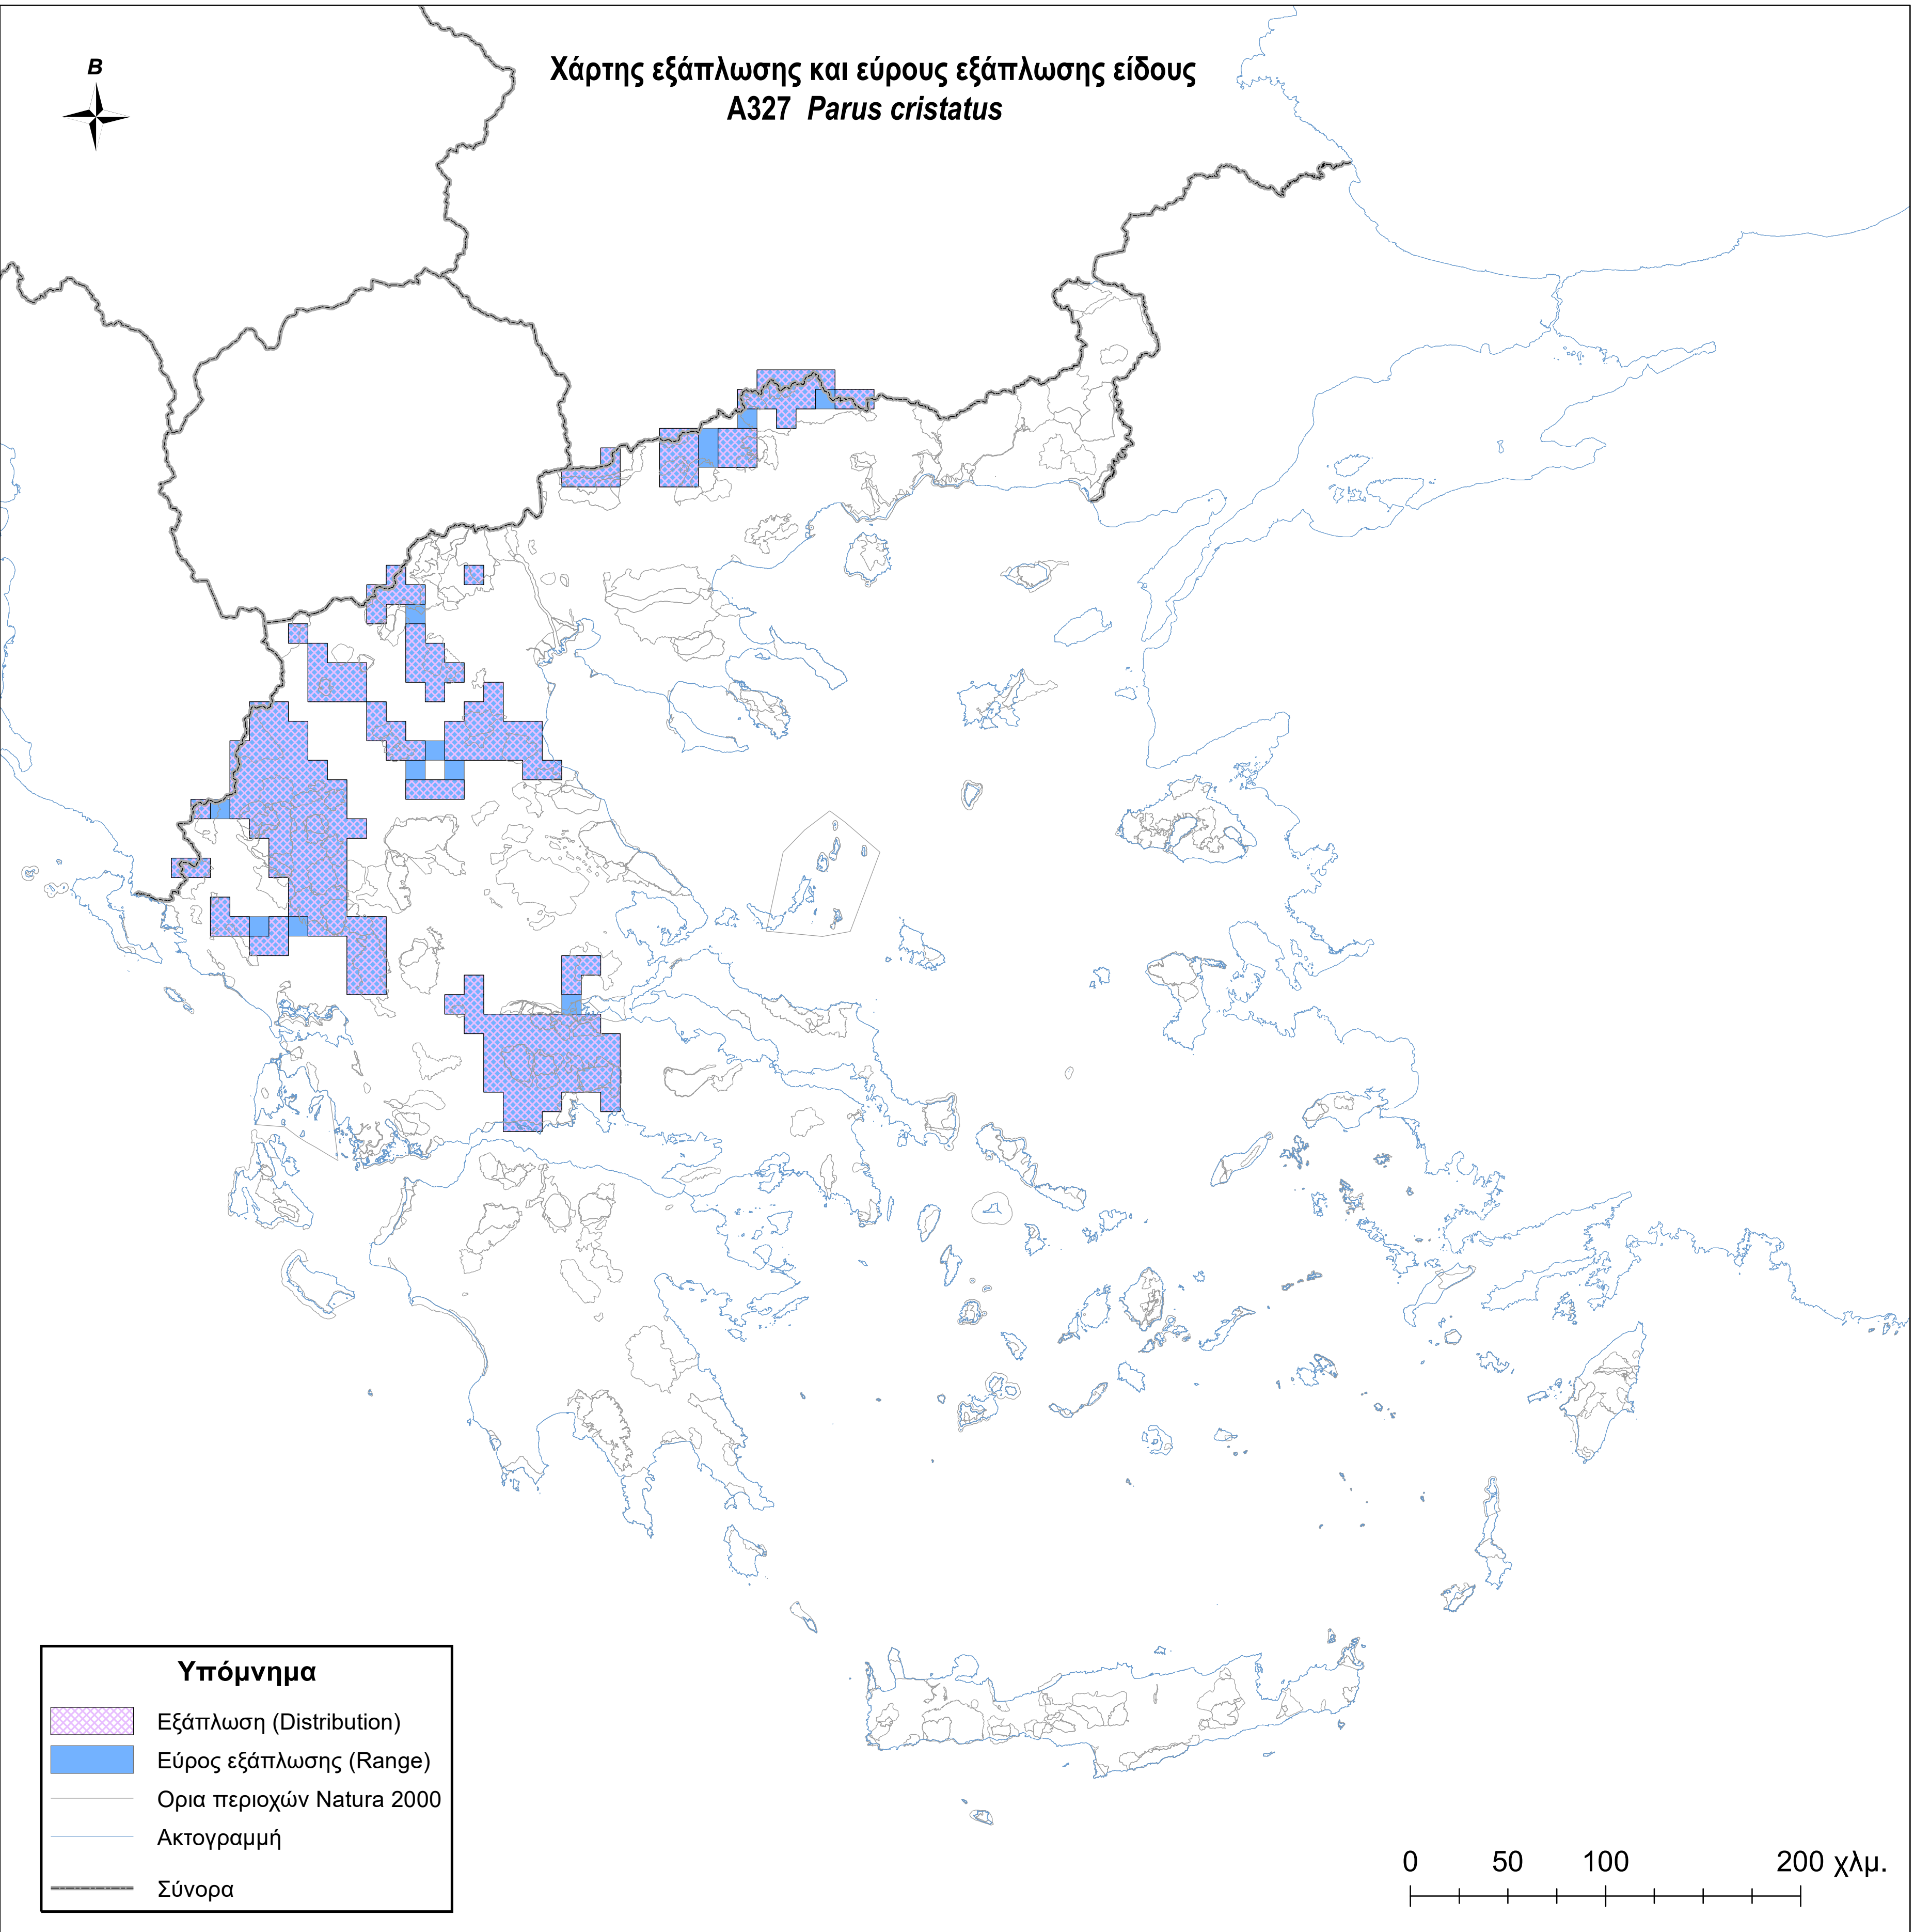 B
Χάρτης εξάπλωσης και εύρους εξάπλωσης είδους
A327 Parus cristatus
Υπόμνημα
Εξάπλωση (Distribution)
Εύρος εξάπλωσης (Range)
Ορια περιοχών Natura 2000
Ακτογραμμή
Σύνορα
0 50 100 200 χλμ.